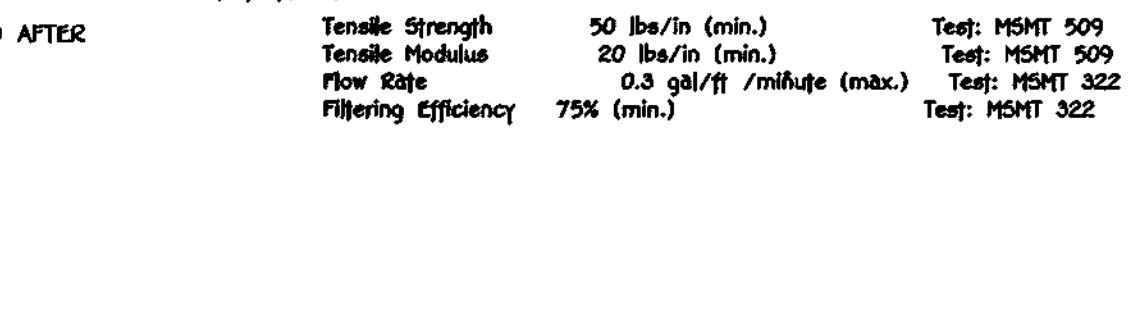 AFTER
Tensile Strength 50 lbs/in (min.) Test: MSMT 509
Tensile Modulus 20 lbs/in (min.) Test: MSMT 509
Flow Rate 0.3 gal/ft /minute (max.) Test: MSMT 322
Filtering Efficiency 75% (min.) Test: MSMT 322